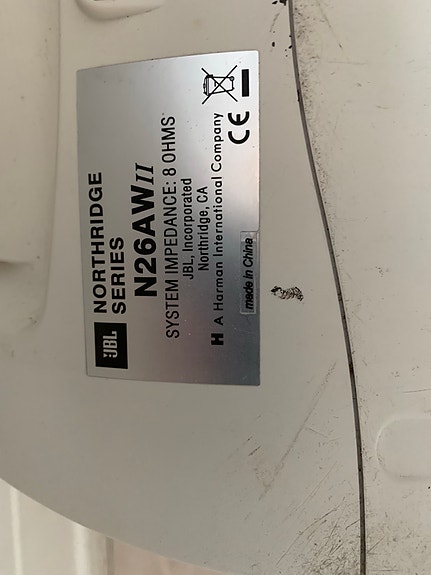 JBL
NORTHRIDGE
SERIES
N26AWII
SYSTEM IMPEDANCE: 8 OHMS
JBL, Incorporated
Northridge, CA
H A Harman International Company
made in China
CE